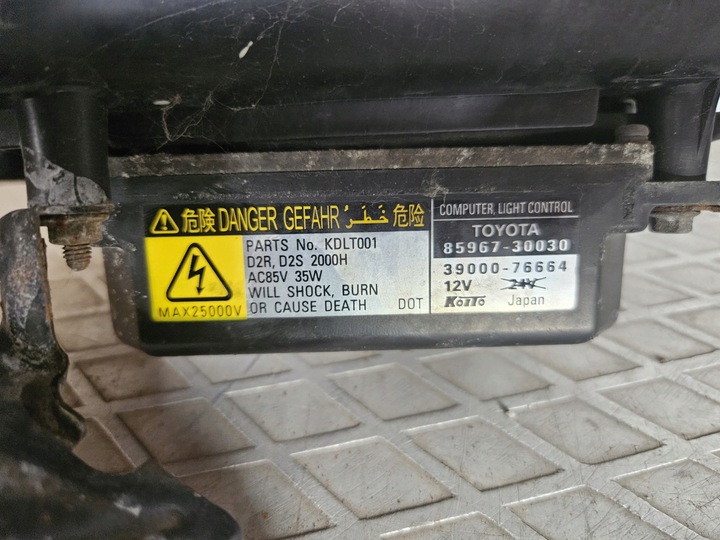 危険 DANGER GEFAHR خَطَر 危险
PARTS No. KDLT001
D2R, D2S 2000H
AC85V 35W
WILL SHOCK, BURN
OR CAUSE DEATH DOT
MAX25000V
COMPUTER, LIGHT CONTROL
TOYOTA
85967-30030
39000-76664
12V 24V
KOITO Japan